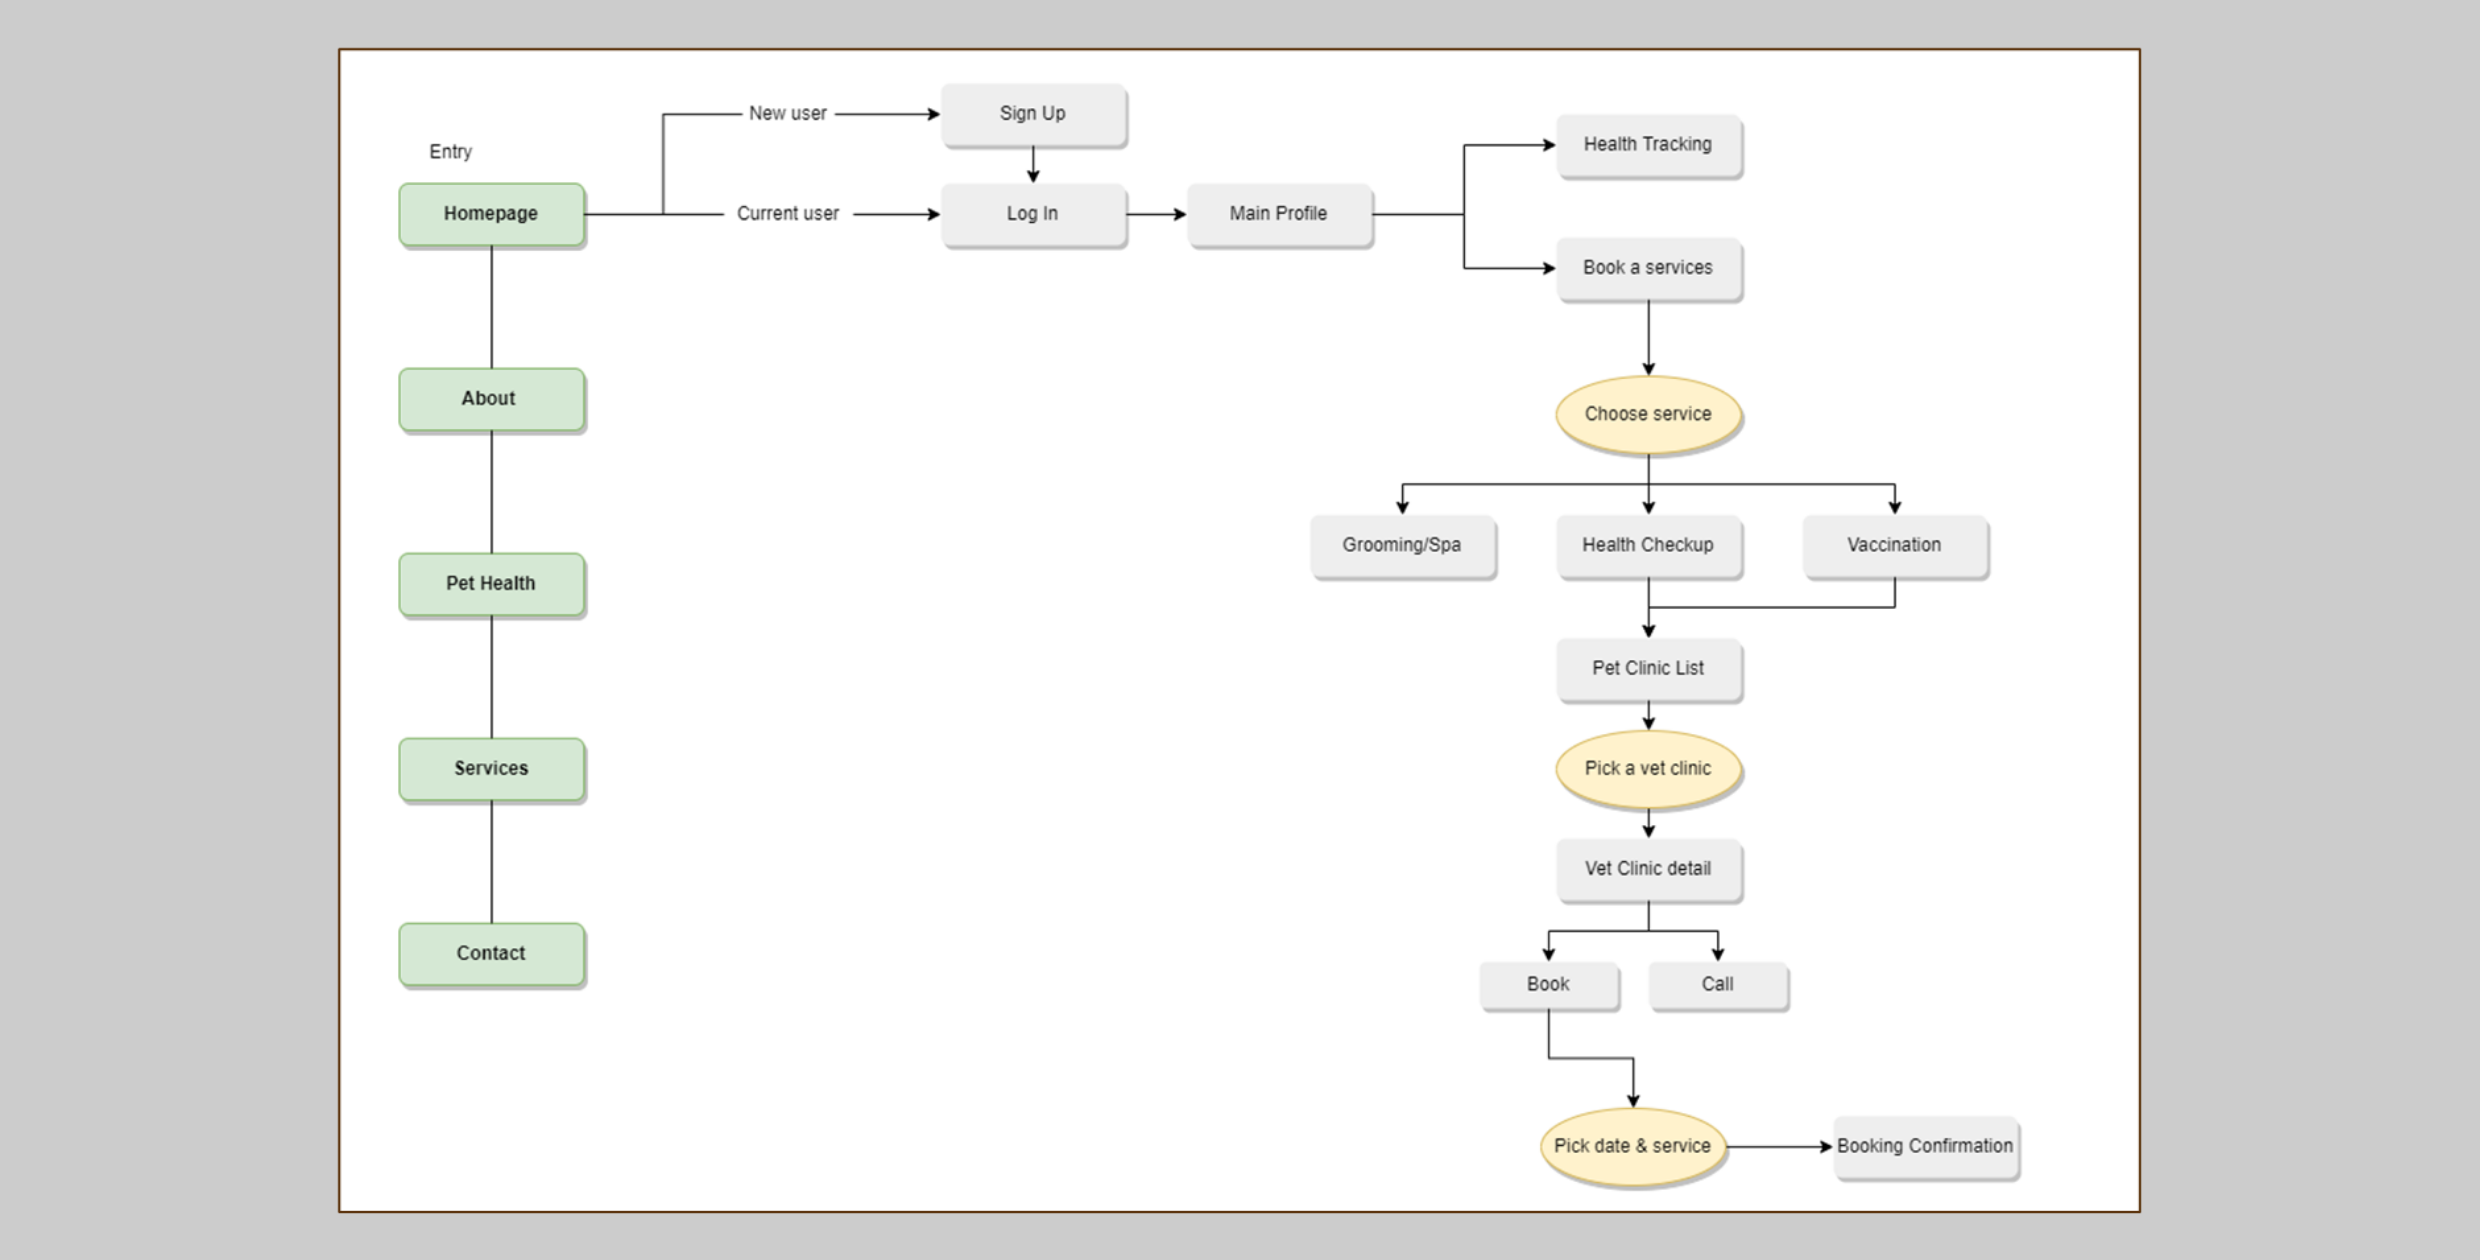 New user
Sign Up
Entry
Health Tracking
Homepage
Current user
Log In
Main Profile
Book a services
About
Choose service
Grooming/Spa
Health Checkup
Vaccination
Pet Health
Pet Clinic List
Services
Pick a vet clinic
Vet Clinic detail
Contact
Book
Call
Pick date & service
Booking Confirmation